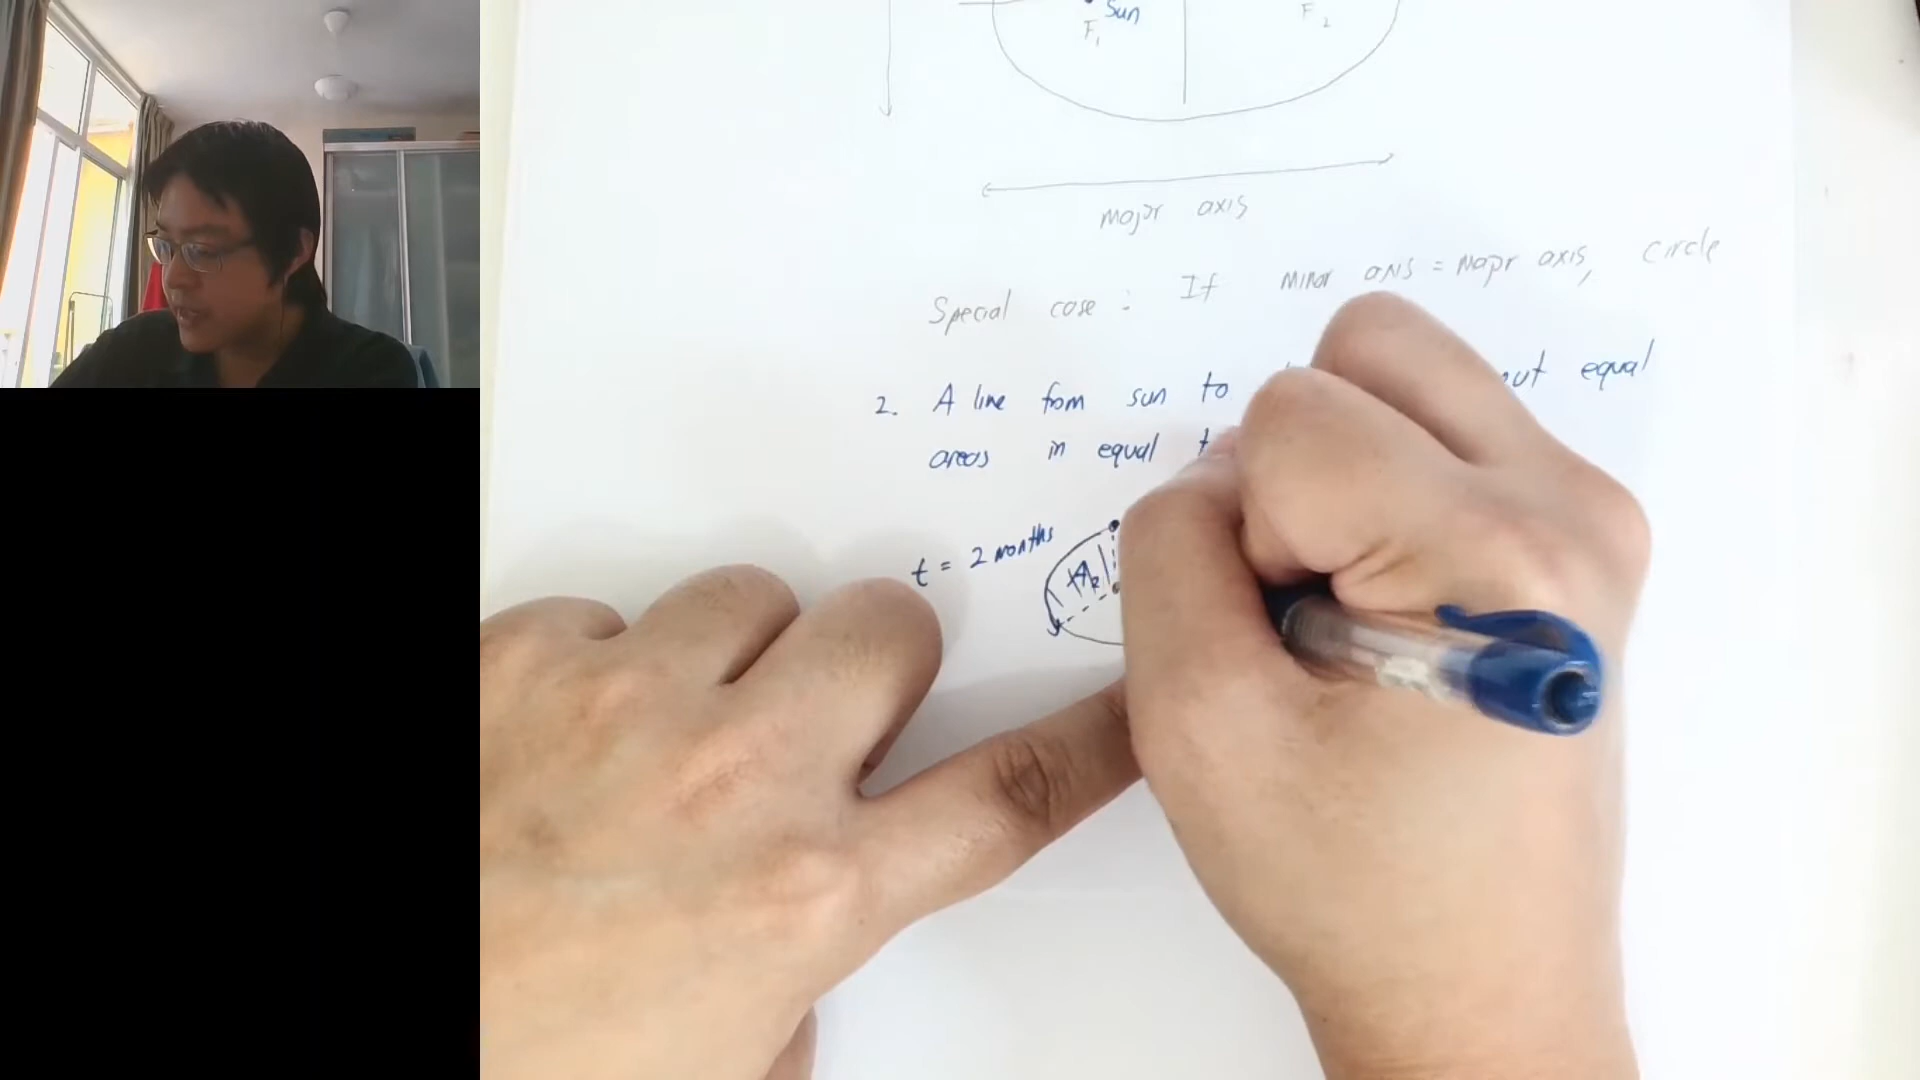 Sun
F₁
F₂
major axis
Special case : If minor axis = major axis, circle
2. A line from sun to out equal
areas in equal t
t = 2 months
A₂